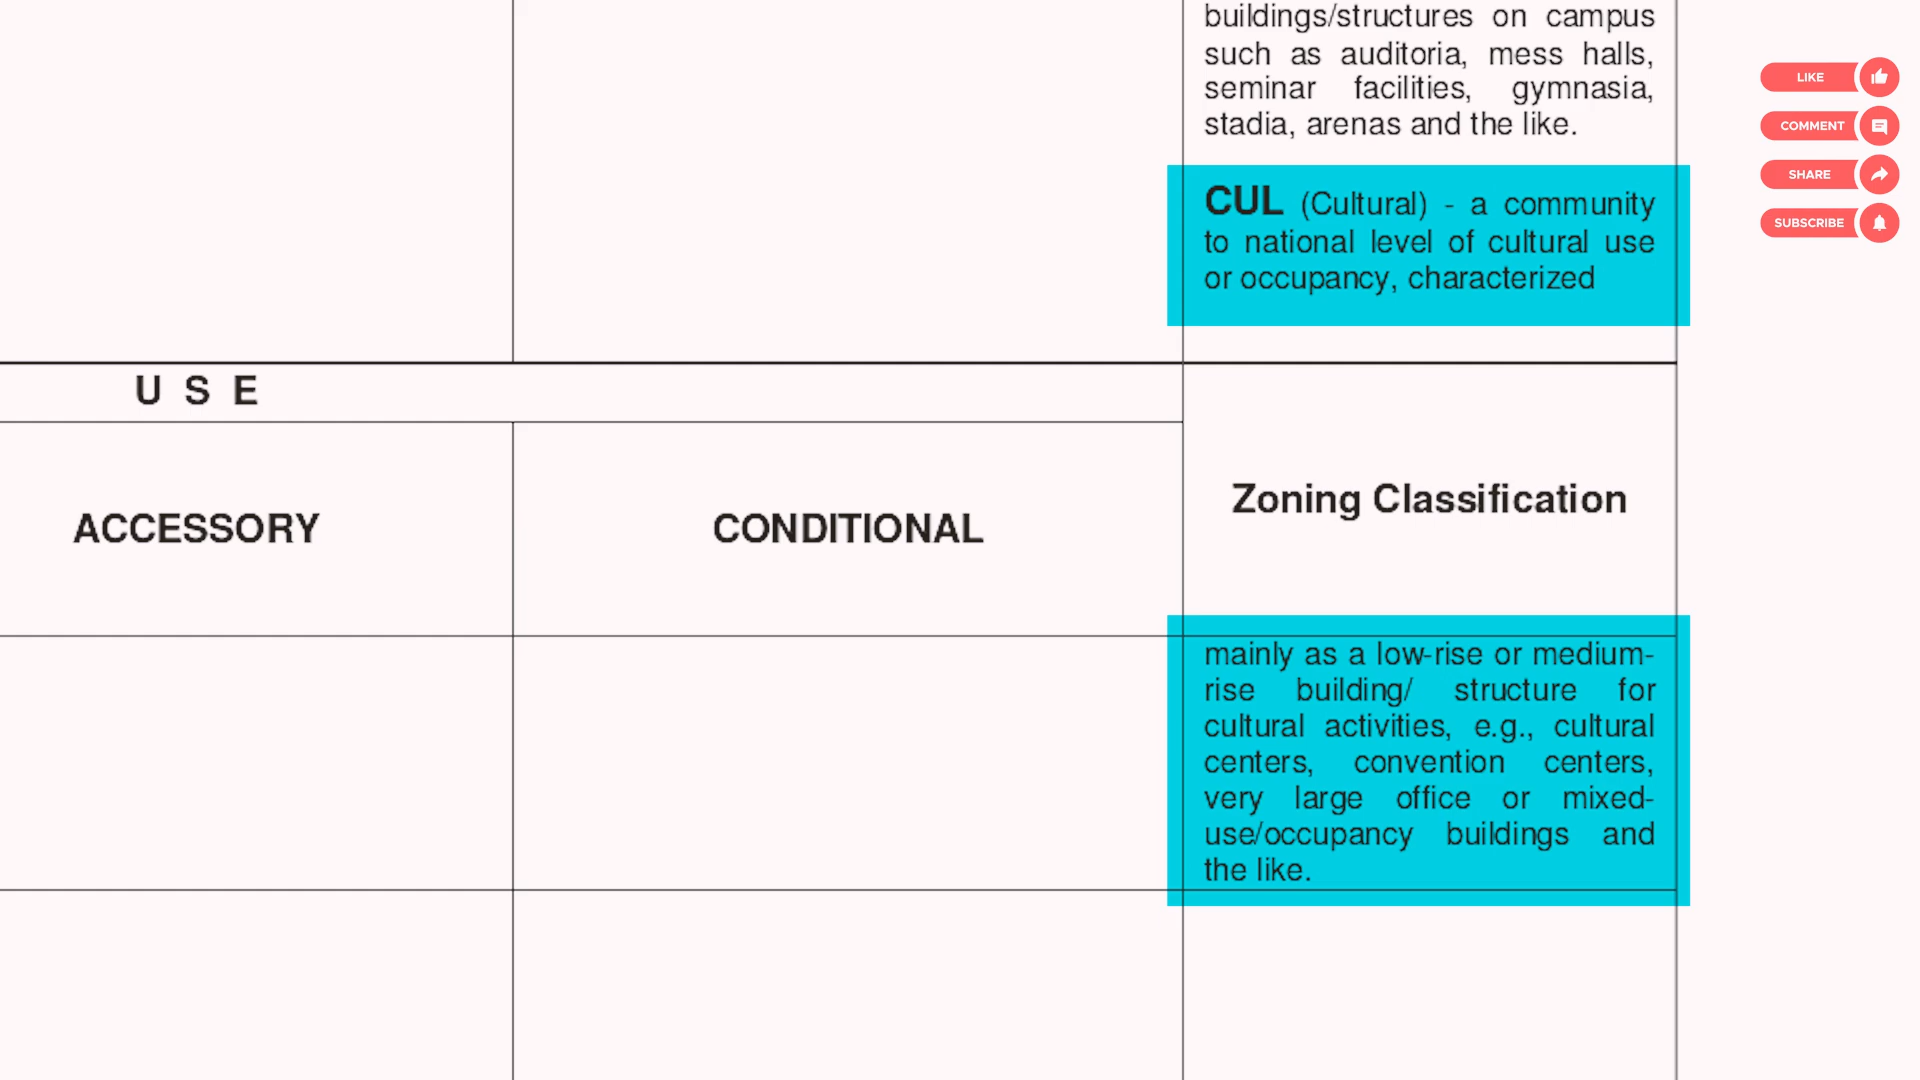 buildings/structures on campus
such as auditoria, mess halls,
seminar facilities, gymnasia,
stadia, arenas and the like.
CUL (Cultural) - a community
to national level of cultural use
or occupancy, characterized
U S E
ACCESSORY
CONDITIONAL
Zoning Classification
mainly as a low-rise or medium-
rise building/ structure for
cultural activities, e.g., cultural
centers, convention centers,
very large office or mixed-
use/occupancy buildings and
the like.
LIKE
COMMENT
SHARE
SUBSCRIBE